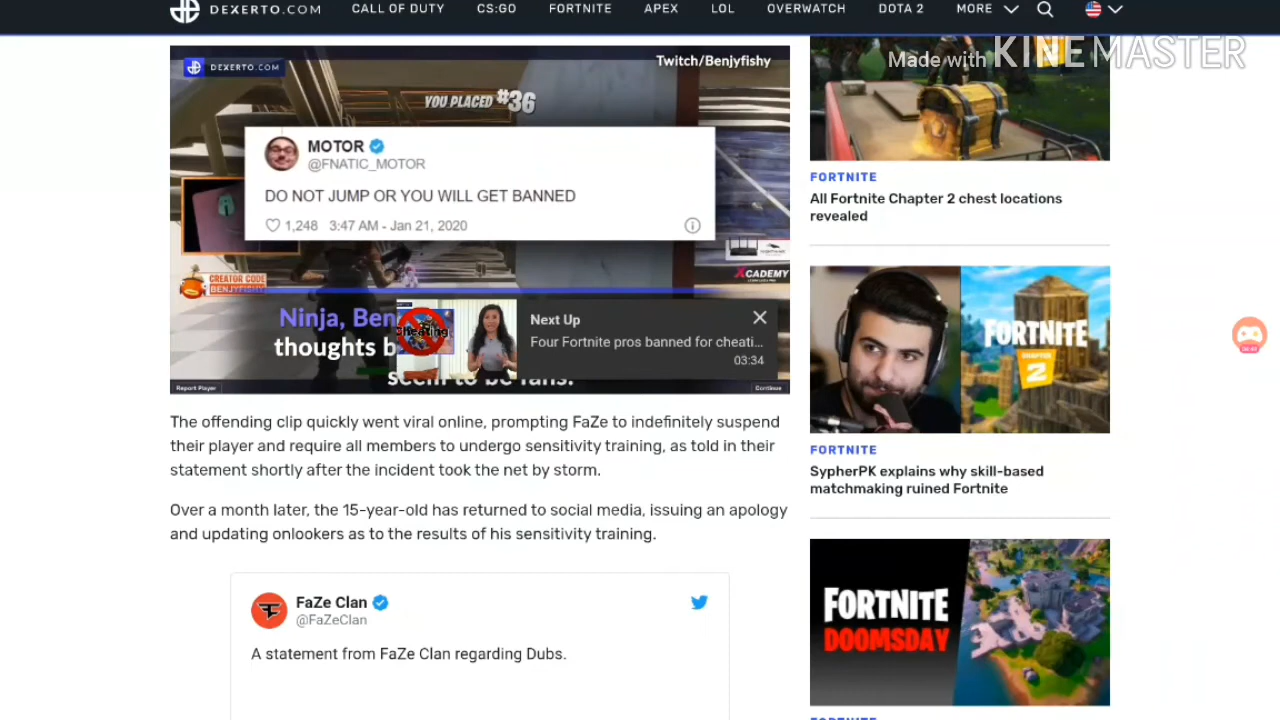 DEXERTO.COM
CALL OF DUTY
CS:GO
FORTNITE
APEX
LOL
OVERWATCH
DOTA 2
MORE
Made with KINEMASTER
DEXERTO.COM
Twitch/Benjyfishy
YOU PLACED #36
MOTOR
@FNATIC_MOTOR
DO NOT JUMP OR YOU WILL GET BANNED
1,248 3:47 AM - Jan 21, 2020
CREATOR CODE
BENJYFISHY
XCADEMY
Ninja, Ben
thoughts b
seem to be fans.
Cheating
Next Up
Four Fortnite pros banned for cheati...
03:34
Report Player
Continue
The offending clip quickly went viral online, prompting FaZe to indefinitely suspend
their player and require all members to undergo sensitivity training, as told in their
statement shortly after the incident took the net by storm.
Over a month later, the 15-year-old has returned to social media, issuing an apology
and updating onlookers as to the results of his sensitivity training.
FaZe Clan
@FaZeClan
A statement from FaZe Clan regarding Dubs.
FORTNITE
All Fortnite Chapter 2 chest locations
revealed
FORTNITE
CHAPTER
2
FORTNITE
SypherPK explains why skill-based
matchmaking ruined Fortnite
FORTNITE
DOOMSDAY
FORTNITE